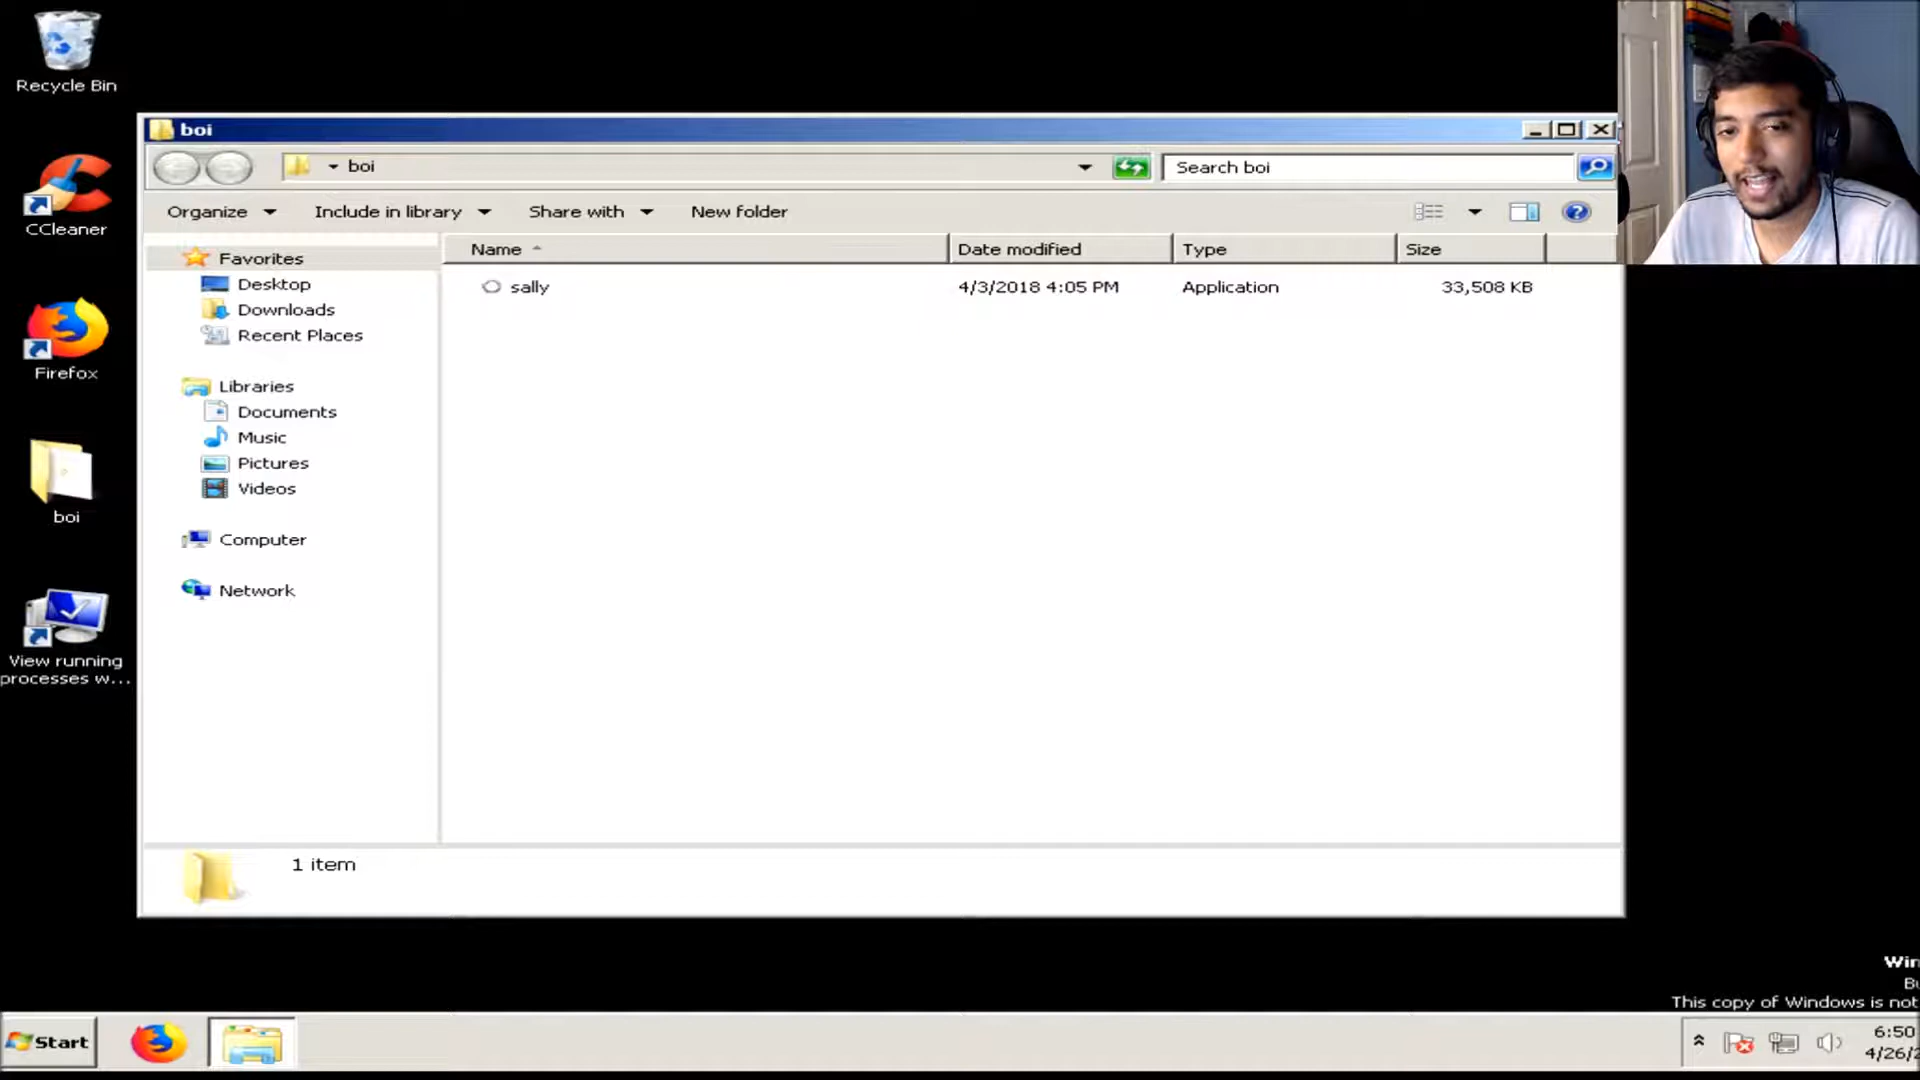 Recycle Bin
CCleaner
Firefox
boi
View running
processes w...
boi
boi
Search boi
Organize
Include in library
Share with
New folder
Name
Date modified
Type
Size
Favorites
Desktop
Downloads
Recent Places
Libraries
Documents
Music
Pictures
Videos
Computer
Network
sally
4/3/2018 4:05 PM
Application
33,508 KB
1 item
This copy of Windows is not
Start
6:50
4/26/2